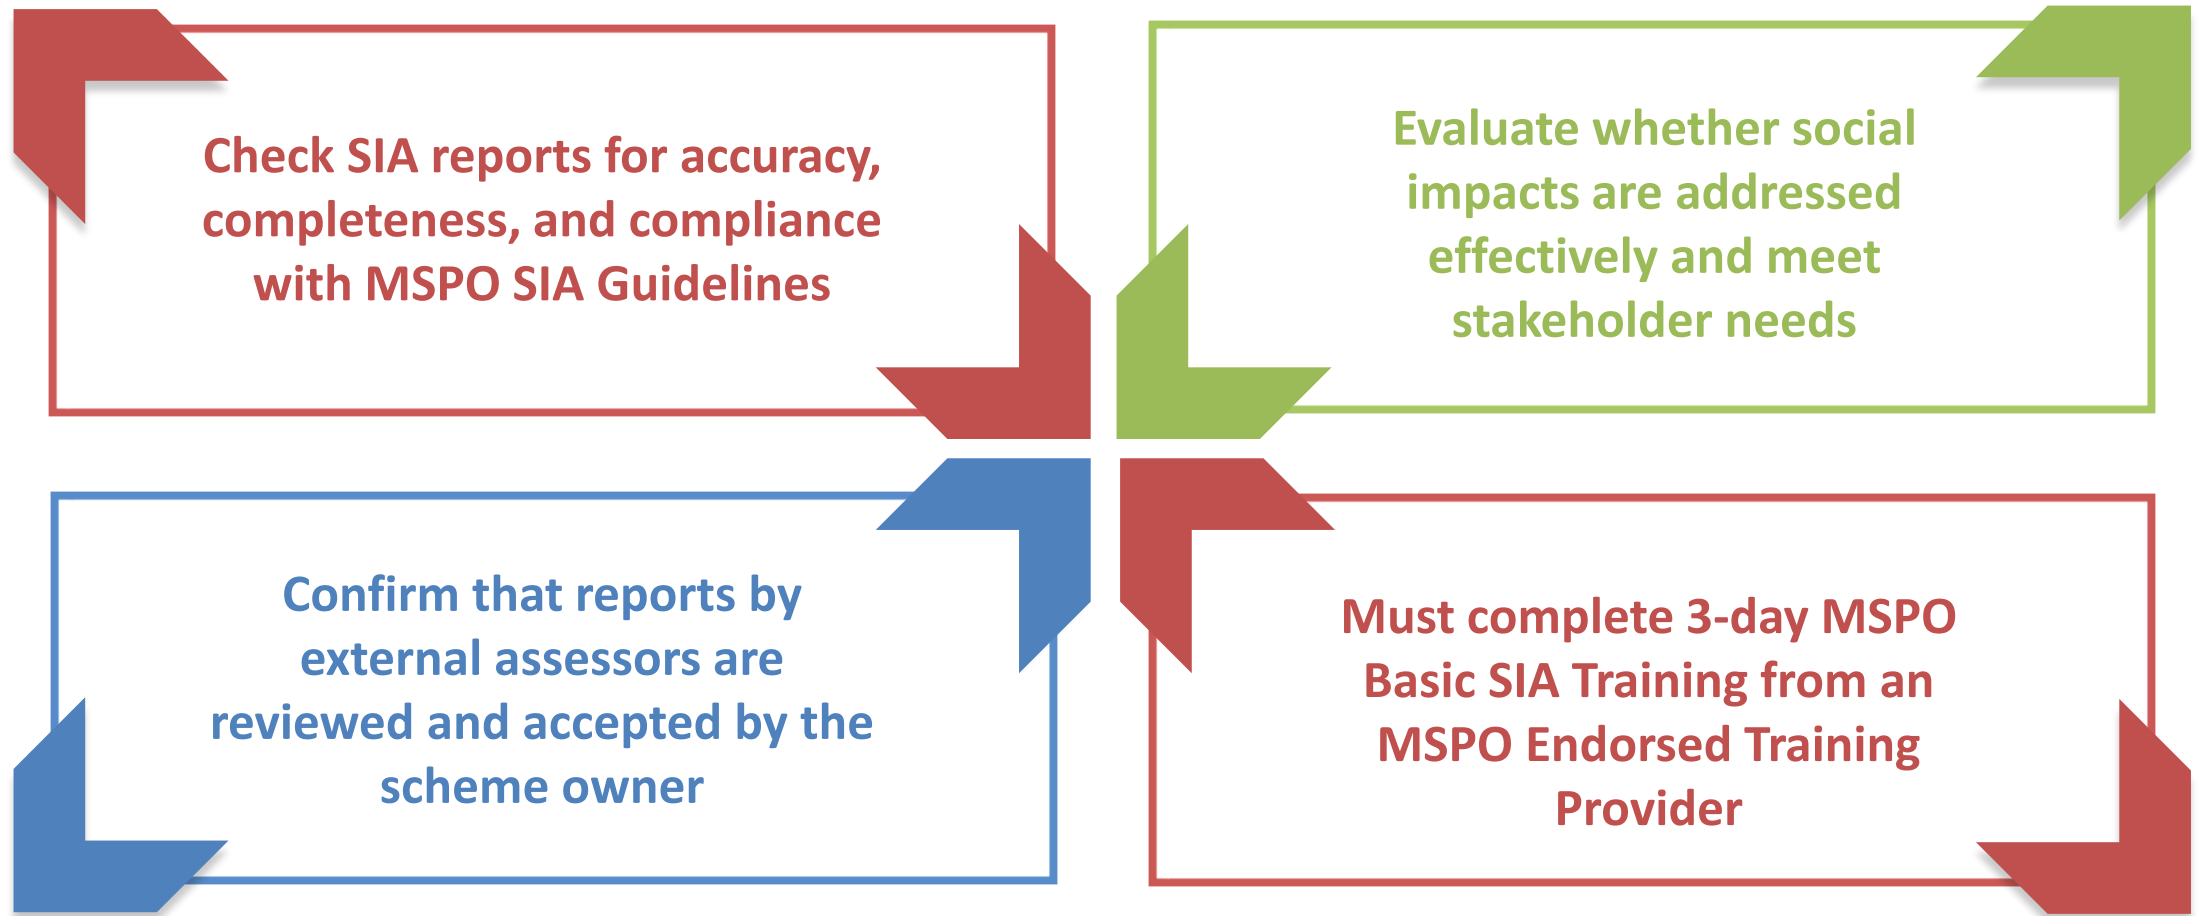 Check SIA reports for accuracy,
completeness, and compliance
with MSPO SIA Guidelines
Evaluate whether social
impacts are addressed
effectively and meet
stakeholder needs
Confirm that reports by
external assessors are
reviewed and accepted by the
scheme owner
Must complete 3-day MSPO
Basic SIA Training from an
MSPO Endorsed Training
Provider